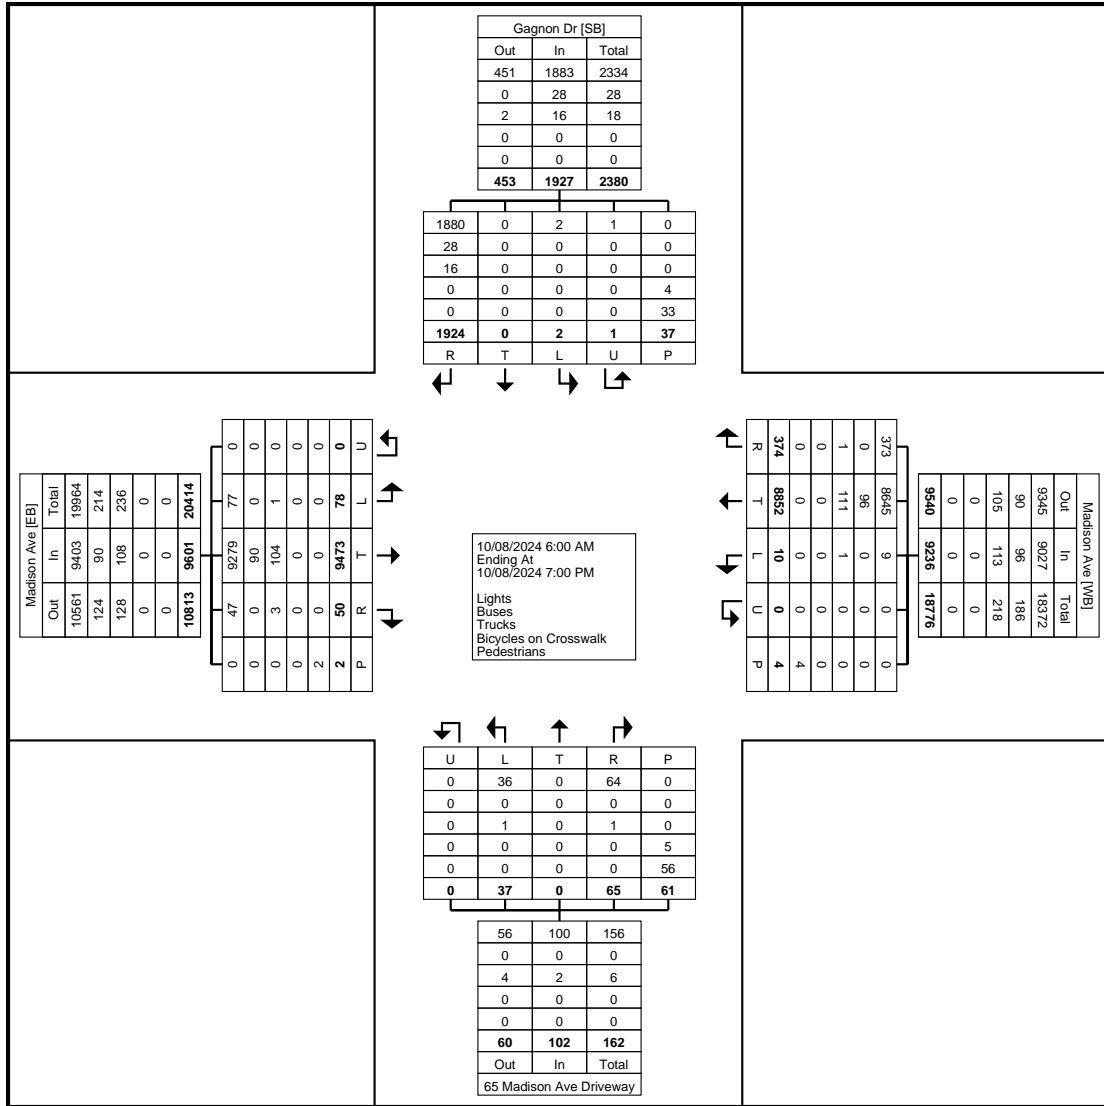 Gagnon Dr [SB]
Out In Total
451 1883 2334
0 28 28
2 16 18
0 0 0
0 0 0
453 1927 2380
1880 0 2 1 0
28 0 0 0 0
16 0 0 0 0
0 0 0 0 4
0 0 0 0 33
1924 0 2 1 37
R T L U P
Madison Ave [EB]
Total In Out
19964 9403 10561
214 90 124
236 108 128
0 0 0
0 0 0
20414 9601 10813
0 77 9279 47 0
0 0 90 0 0
0 1 104 3 0
0 0 0 0 0
0 0 0 0 2
0 78 9473 50 2
U L T R P
10/08/2024 6:00 AM
Ending At
10/08/2024 7:00 PM
Lights
Buses
Trucks
Bicycles on Crosswalk
Pedestrians
Madison Ave [WB]
Out In Total
9345 9027 18372
90 96 186
105 113 218
0 0 0
0 0 0
9540 9236 18776
373 8645 9 0 0
0 96 0 0 0
1 111 1 0 0
0 0 0 0 0
0 0 0 0 4
374 8852 10 0 4
R T L U P
U L T R P
0 36 0 64 0
0 0 0 0 0
0 1 0 1 0
0 0 0 0 5
0 0 0 0 56
0 37 0 65 61
56 100 156
0 0 0
4 2 6
0 0 0
0 0 0
60 102 162
Out In Total
65 Madison Ave Driveway